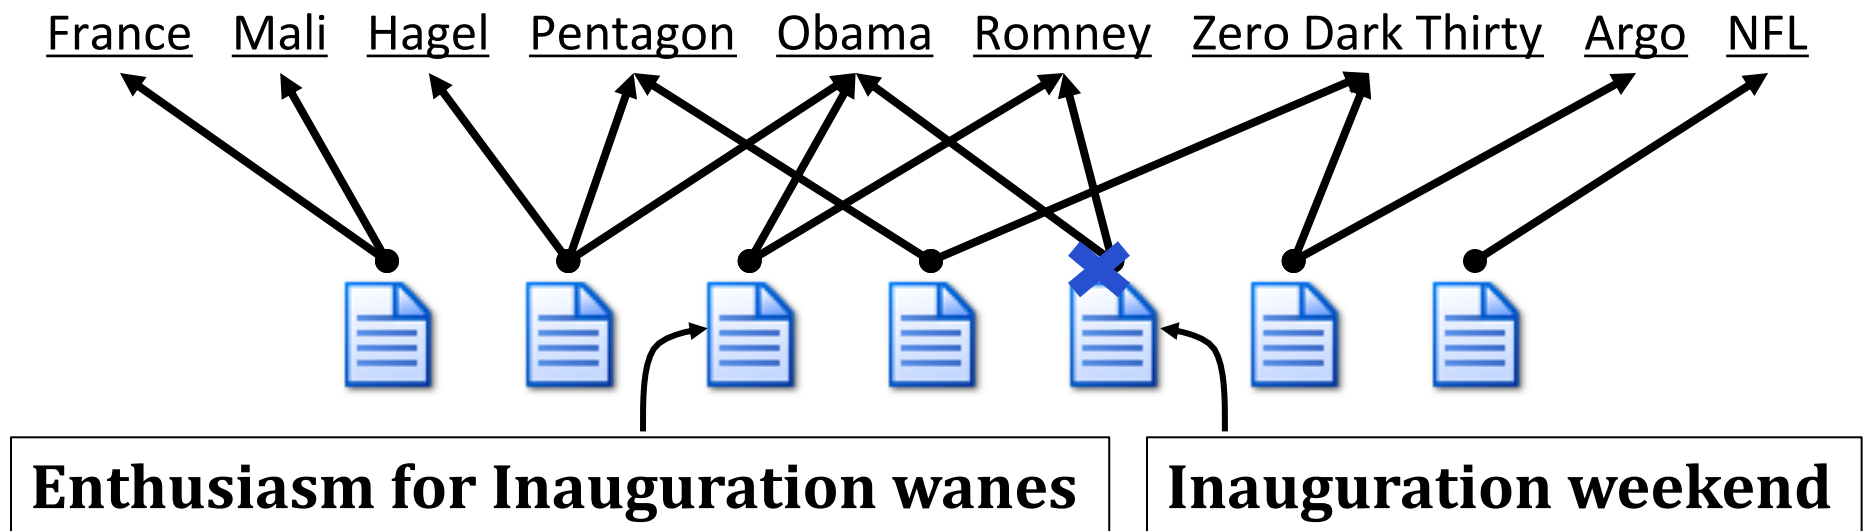 France Mali Hagel Pentagon Obama Romney Zero Dark Thirty Argo NFL
Enthusiasm for Inauguration wanes
Inauguration weekend